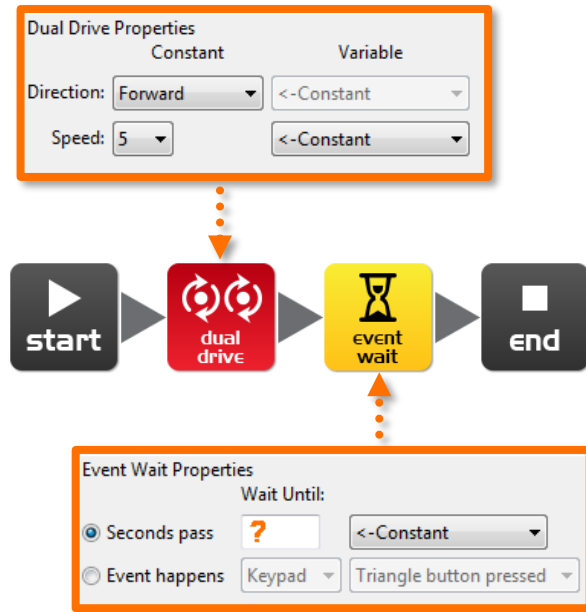 Dual Drive Properties
Constant Variable
Direction: Forward <-Constant
Speed: 5 <-Constant
start
dual
drive
event
wait
end
Event Wait Properties
Wait Until:
Seconds pass ? <-Constant
Event happens Keypad Triangle button pressed